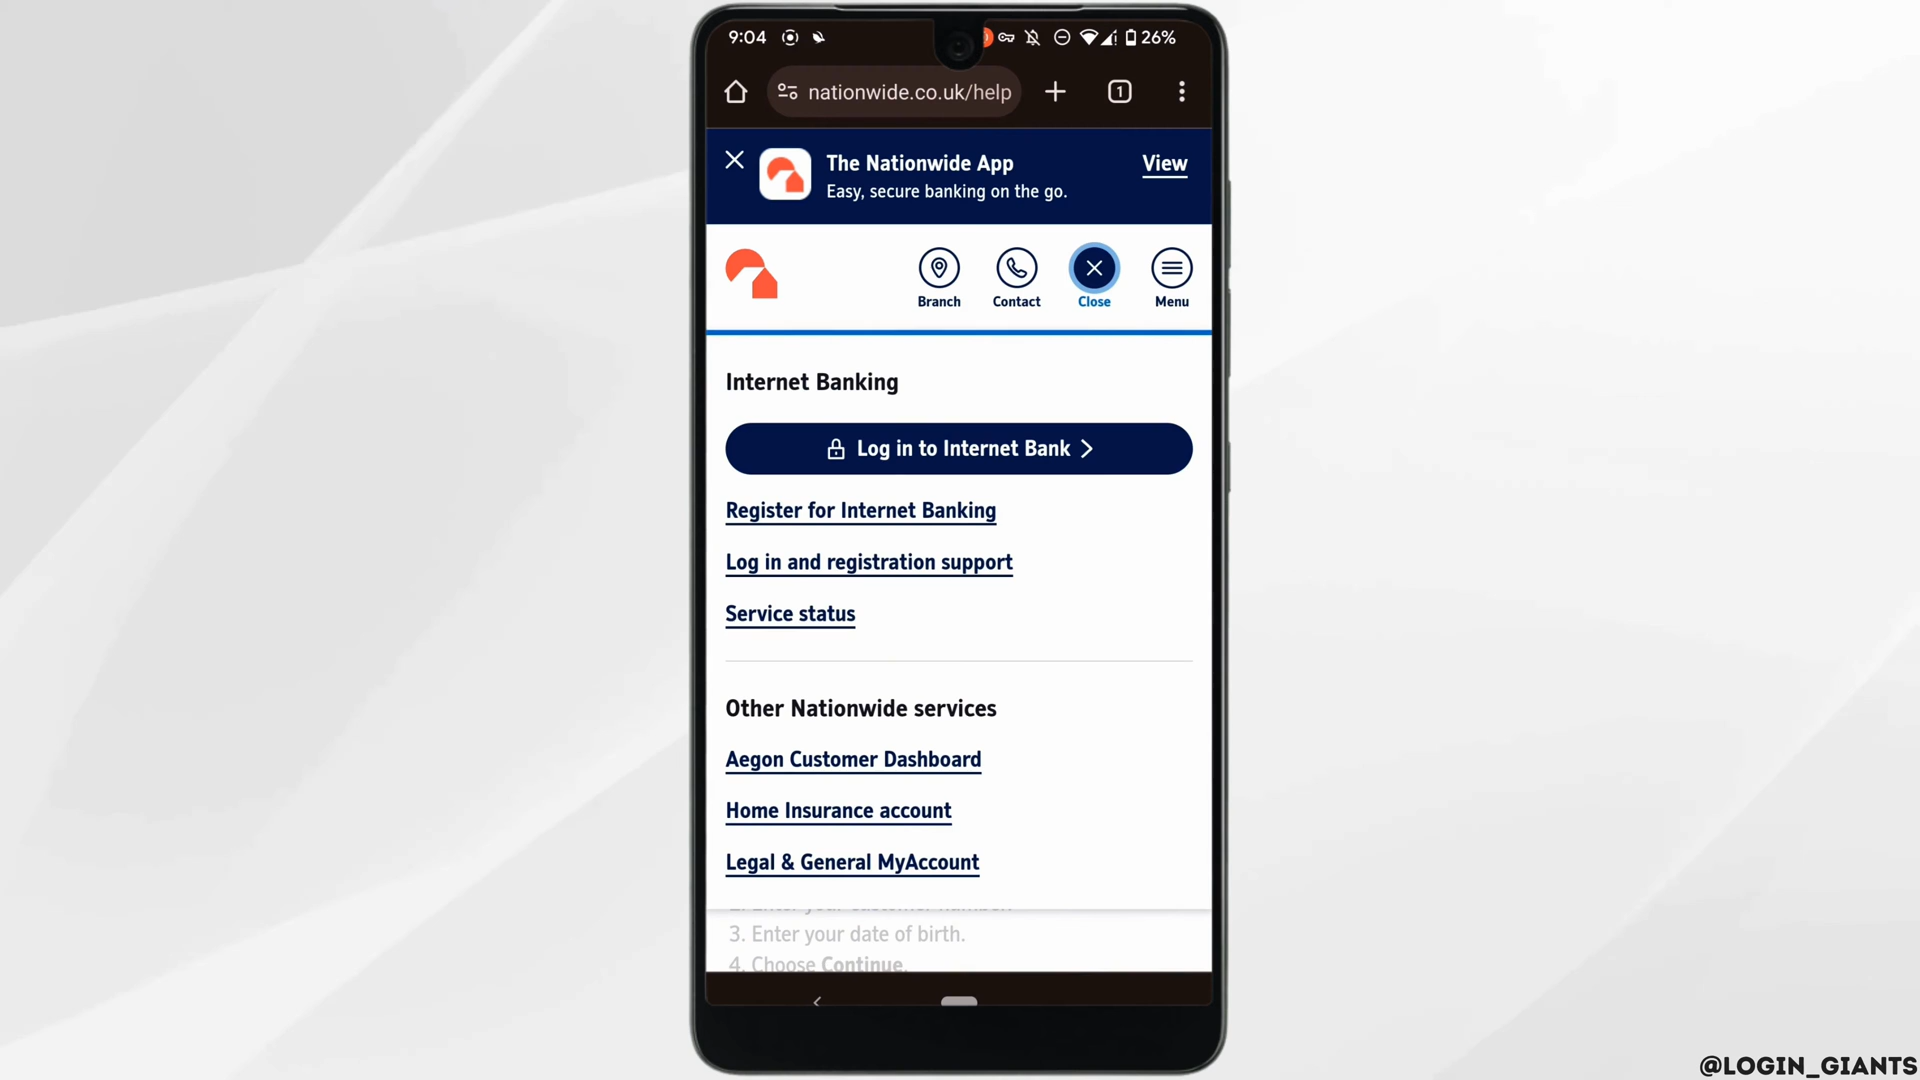 9:04
26%
nationwide.co.uk/help
1
The Nationwide App
View
Easy, secure banking on the go.
Branch
Contact
Close
Menu
Internet Banking
Log in to Internet Bank
Register for Internet Banking
Log in and registration support
Service status
Other Nationwide services
Aegon Customer Dashboard
Home Insurance account
Legal & General MyAccount
3. Enter your date of birth.
4. Choose Continue.
@LOGIN_GIANTS